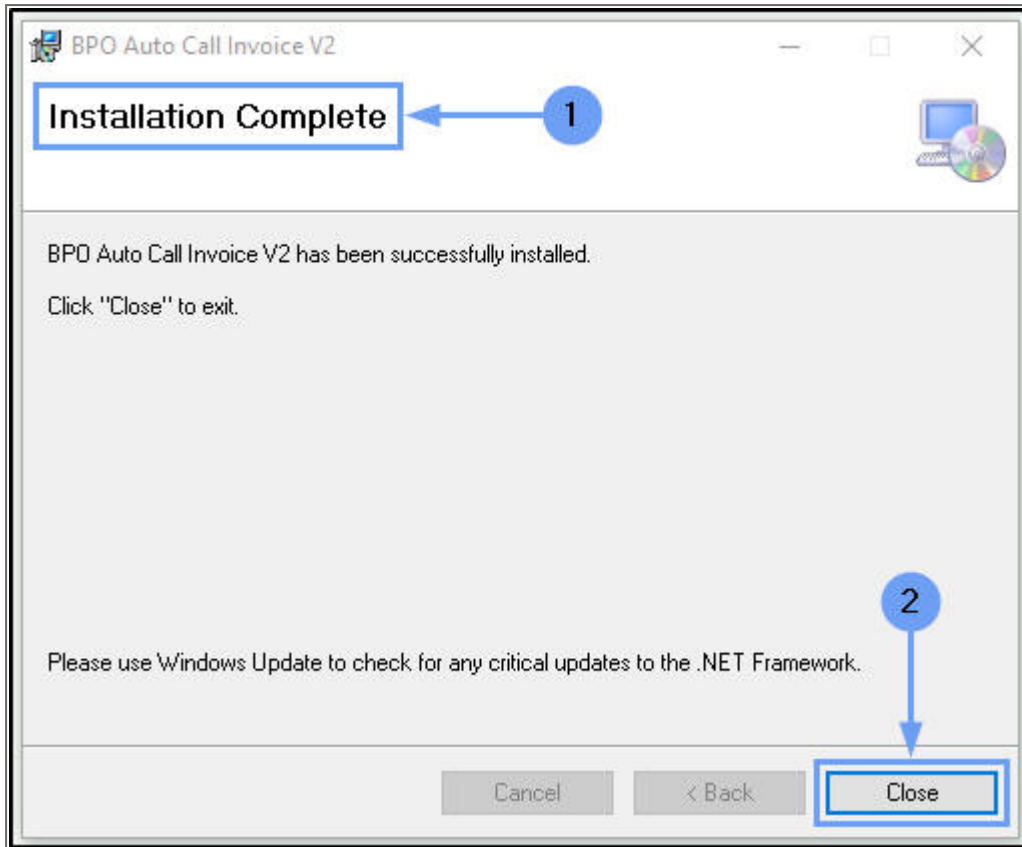 BPO Auto Call Invoice V2
Installation Complete
1
BPO Auto Call Invoice V2 has been successfully installed.
Click "Close" to exit.
2
Please use Windows Update to check for any critical updates to the .NET Framework.
Cancel
< Back
Close